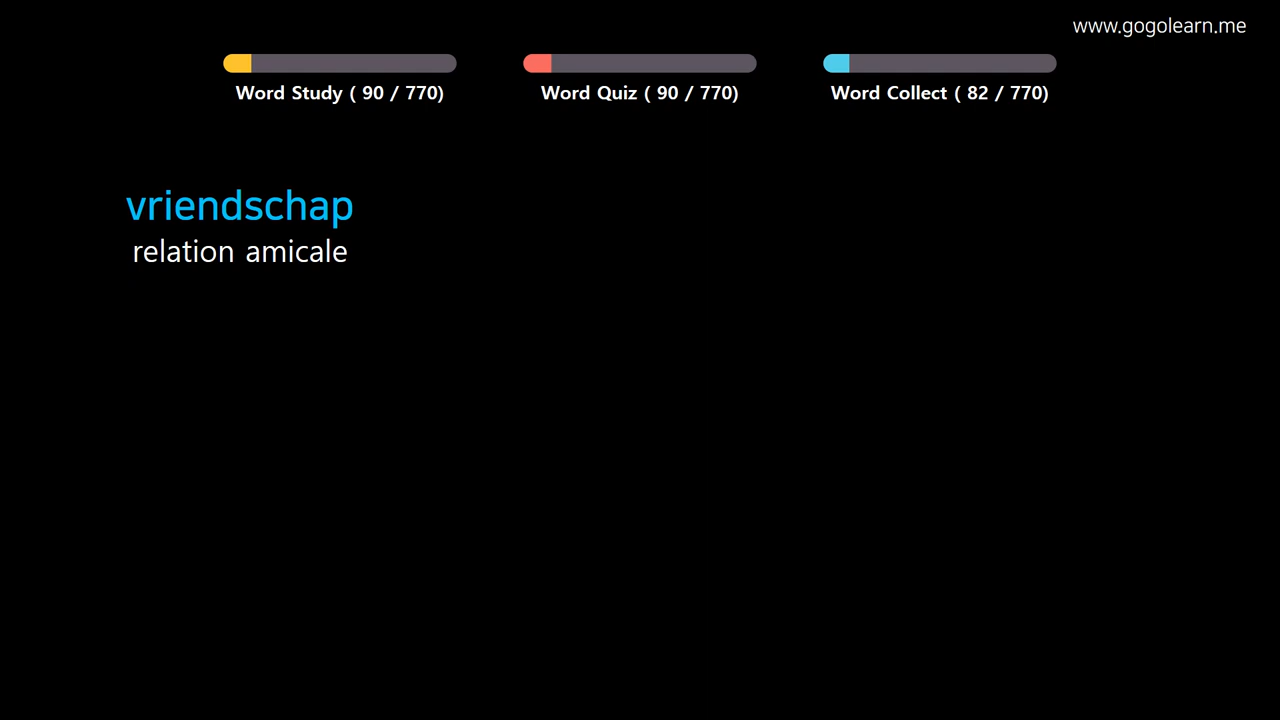 www.gogolearn.me
Word Study ( 90 / 770)
Word Quiz ( 90 / 770)
Word Collect ( 82 / 770)
vriendschap
relation amicale